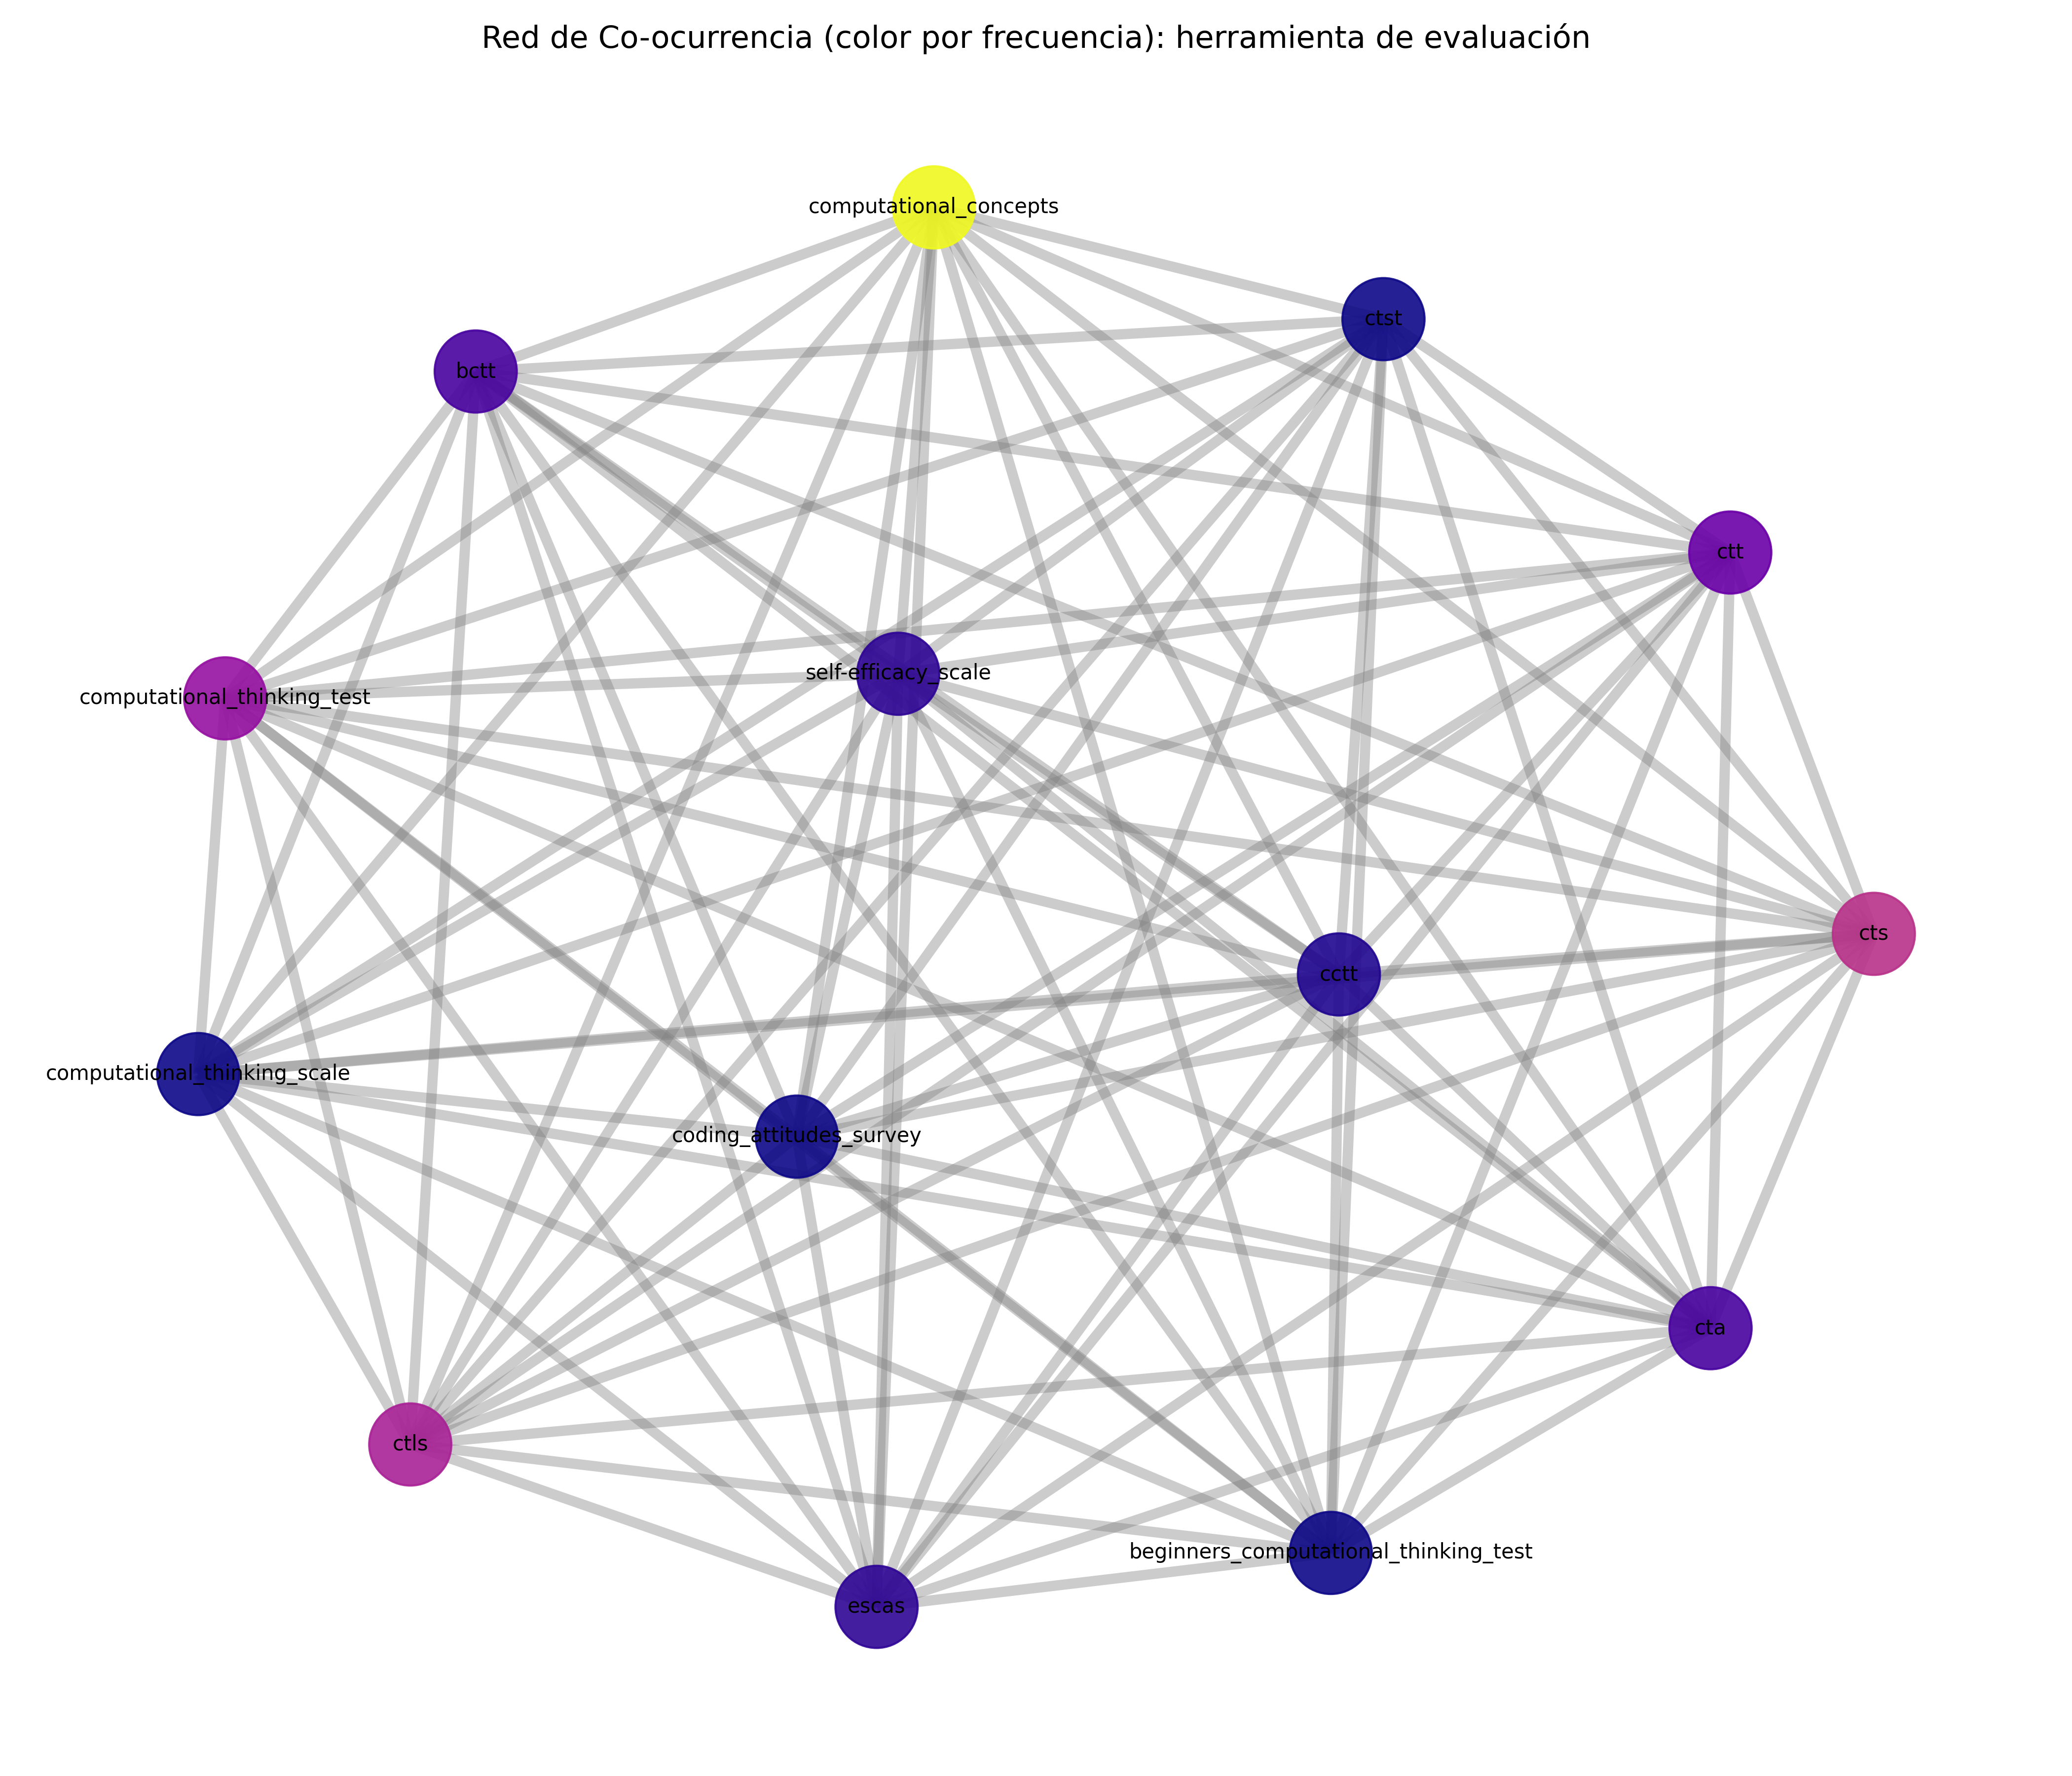 Red de Co-ocurrencia (color por frecuencia): herramienta de evaluación
computational_concepts
ctst
bctt
ctt
self-efficacy_scale
computational_thinking_test
cts
cctt
computational_thinking_scale
coding_attitudes_survey
cta
ctls
beginners_computational_thinking_test
escas